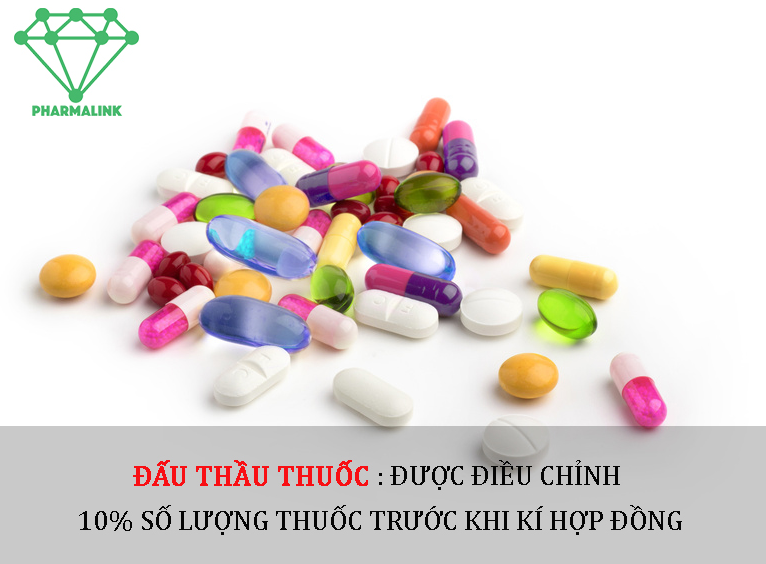 PHARMALINK
ĐẤU THẦU THUỐC : ĐƯỢC ĐIỀU CHỈNH
10% SỐ LƯỢNG THUỐC TRƯỚC KHI KÍ HỢP ĐỒNG